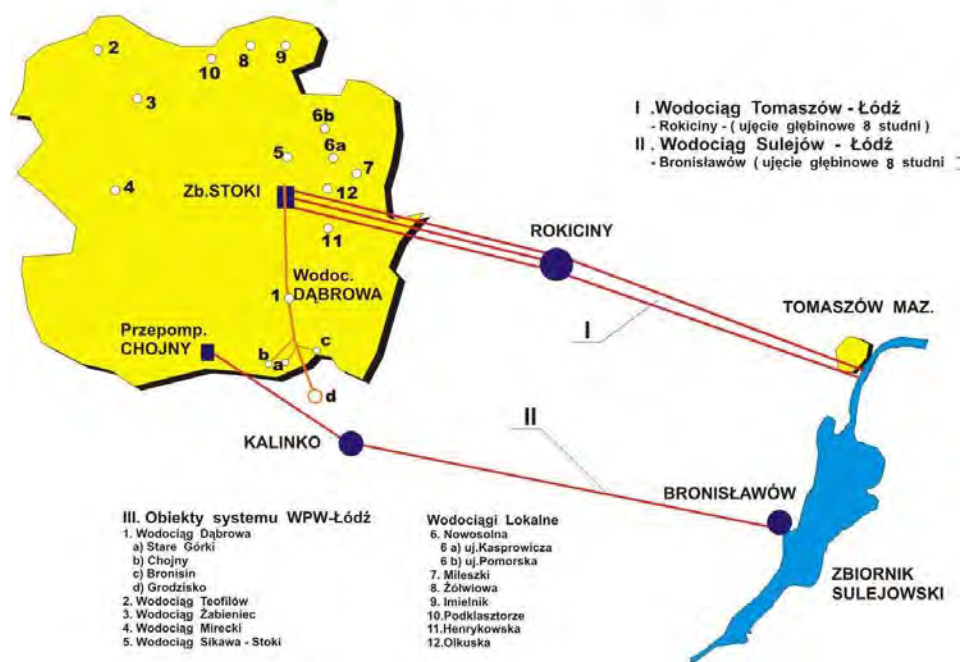 2
10
8
9
3
6b
6a
5
7
4
Zb.STOKI
12
11
I .Wodociąg Tomaszów - Łódź
- Rokiciny - ( ujęcie głębinowe 8 studni )
II . Wodociąg Sulejów - Łódź
- Bronisławów ( ujęcie głębinowe 8 studni )
ROKICINY
Wodoc.
DĄBROWA
1
TOMASZÓW MAZ.
I
Przepomp.
CHOJNY
b
a
c
d
KALINKO
II
BRONISŁAWÓW
ZBIORNIK
SULEJOWSKI
III. Obiekty systemu WPW-Łódź
1. Wodociąg Dąbrowa
a) Stare Górki
b) Chojny
c) Bronisin
d) Grodzisko
2. Wodociąg Teofilów
3. Wodociąg Żabieniec
4. Wodociąg Mirecki
5. Wodociąg Sikawa - Stoki
Wodociągi Lokalne
6. Nowosolna
6 a) uj.Kasprowicza
6 b) uj.Pomorska
7. Mileszki
8. Żółwiowa
9. Imielnik
10.Podklasztorze
11.Henrykowska
12.Olkuska